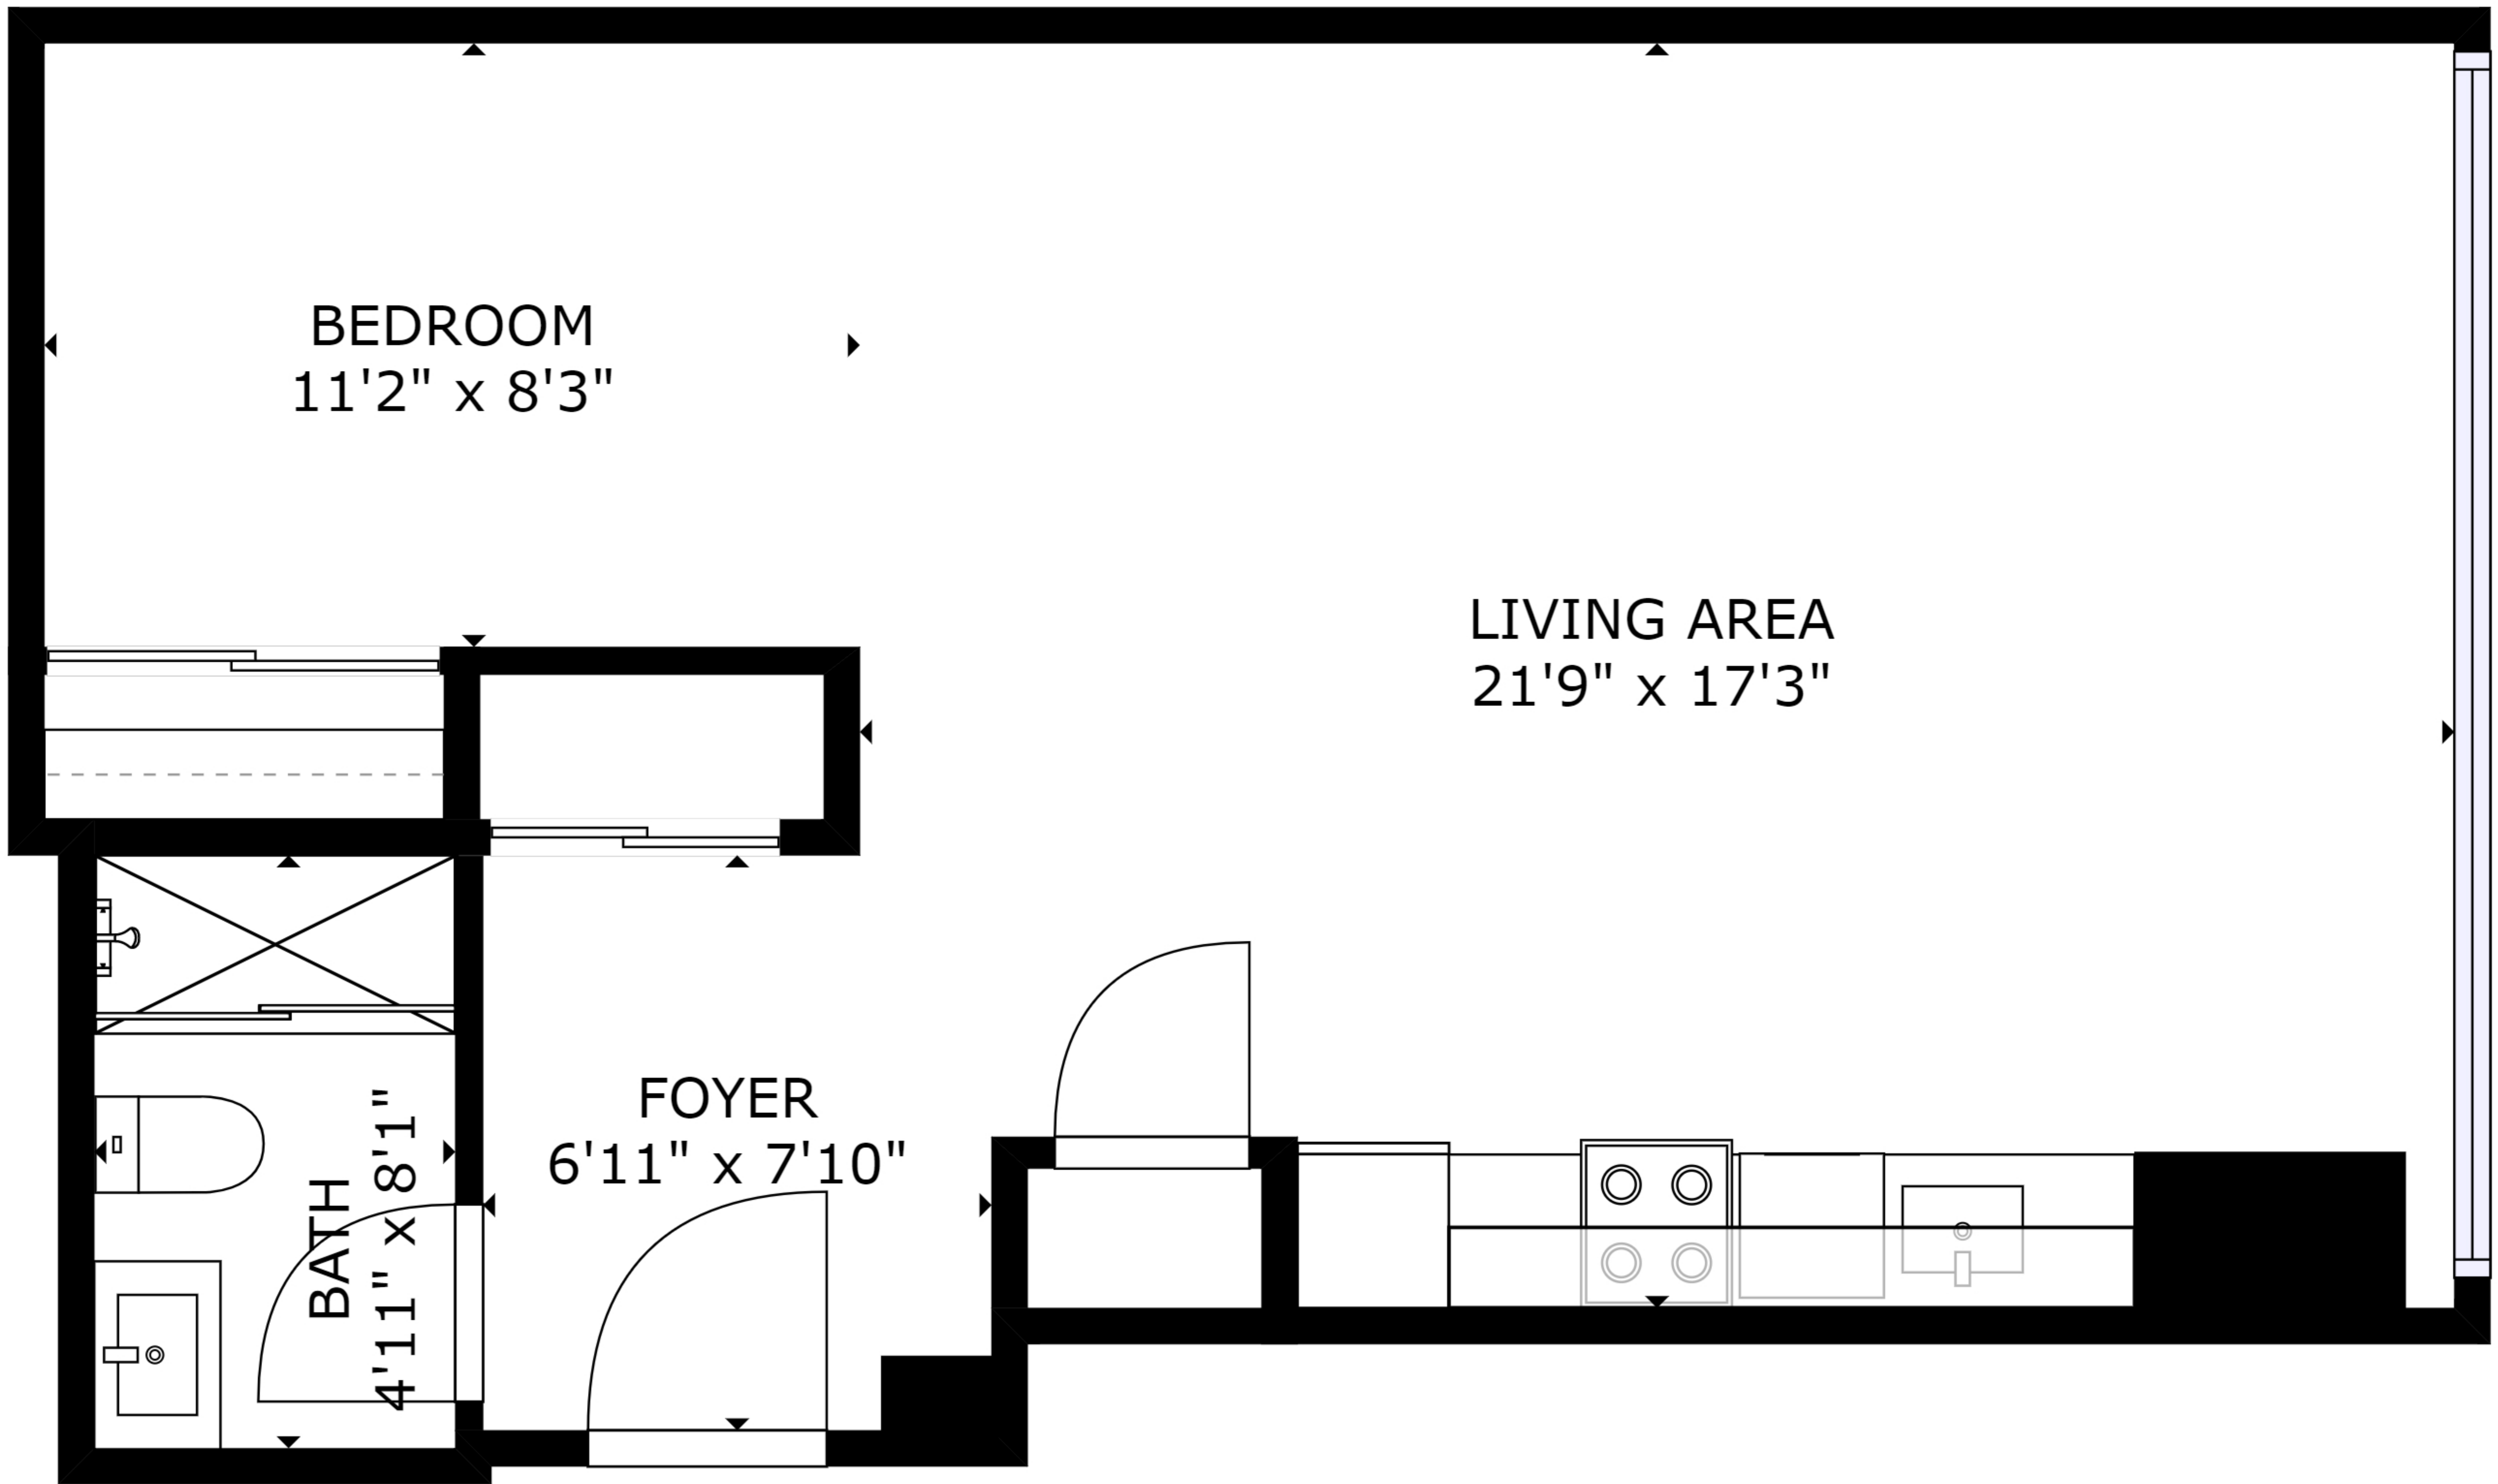 BEDROOM
11'2" x 8'3"
LIVING AREA
21'9" x 17'3"
FOYER
6'11" x 7'10"
BATH
4'11" x 8'1"